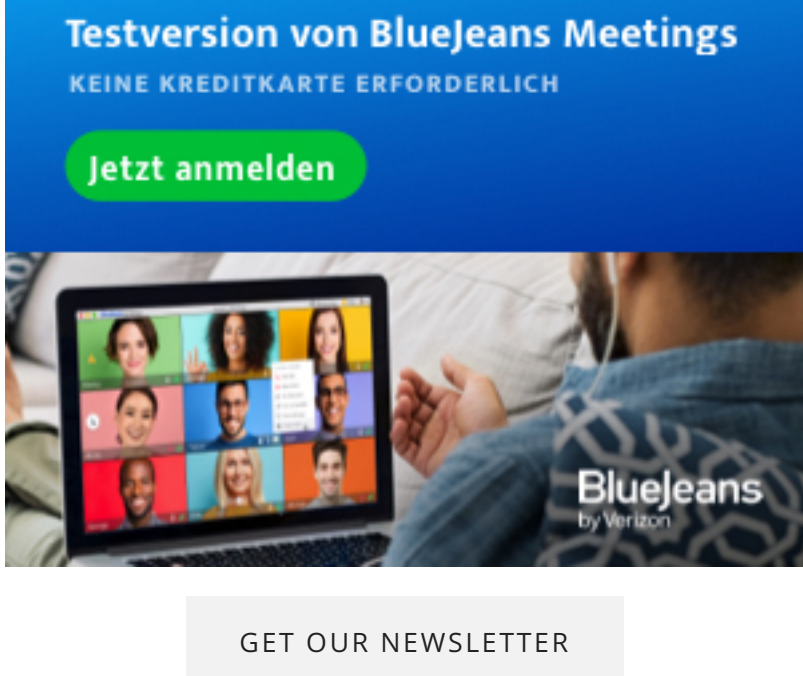 Testversion von BlueJeans Meetings
KEINE KREDITKARTE ERFORDERLICH
Jetzt anmelden
BlueJeans
by Verizon
GET OUR NEWSLETTER